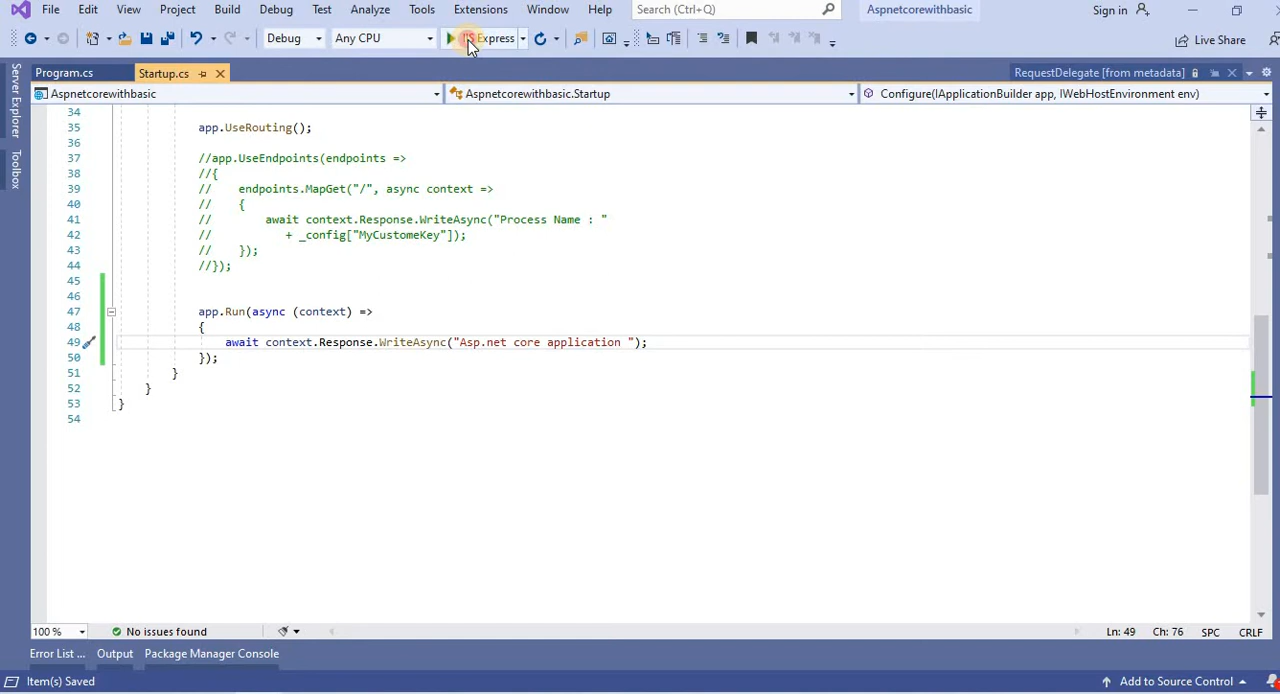 File Edit View Project Build Debug Test Analyze Tools Extensions Window Help Search (Ctrl+Q) Aspnetcorewithbasic Sign in
Debug Any CPU IIS Express Live Share
Program.cs Startup.cs RequestDelegate [from metadata]
Aspnetcorewithbasic Aspnetcorewithbasic.Startup Configure(IApplicationBuilder app, IWebHostEnvironment env)
Server Explorer
Toolbox
34
35 app.UseRouting();
36
37 //app.UseEndpoints(endpoints =>
38 //{
39 // endpoints.MapGet("/", async context =>
40 // {
41 // await context.Response.WriteAsync("Process Name : "
42 // + _config["MyCustomeKey"]);
43 // });
44 //});
45
46
47 app.Run(async (context) =>
48 {
49 await context.Response.WriteAsync("Asp.net core application ");
50 });
51 }
52 }
53 }
54
100 % No issues found Ln: 49 Ch: 76 SPC CRLF
Error List ... Output Package Manager Console
Item(s) Saved Add to Source Control